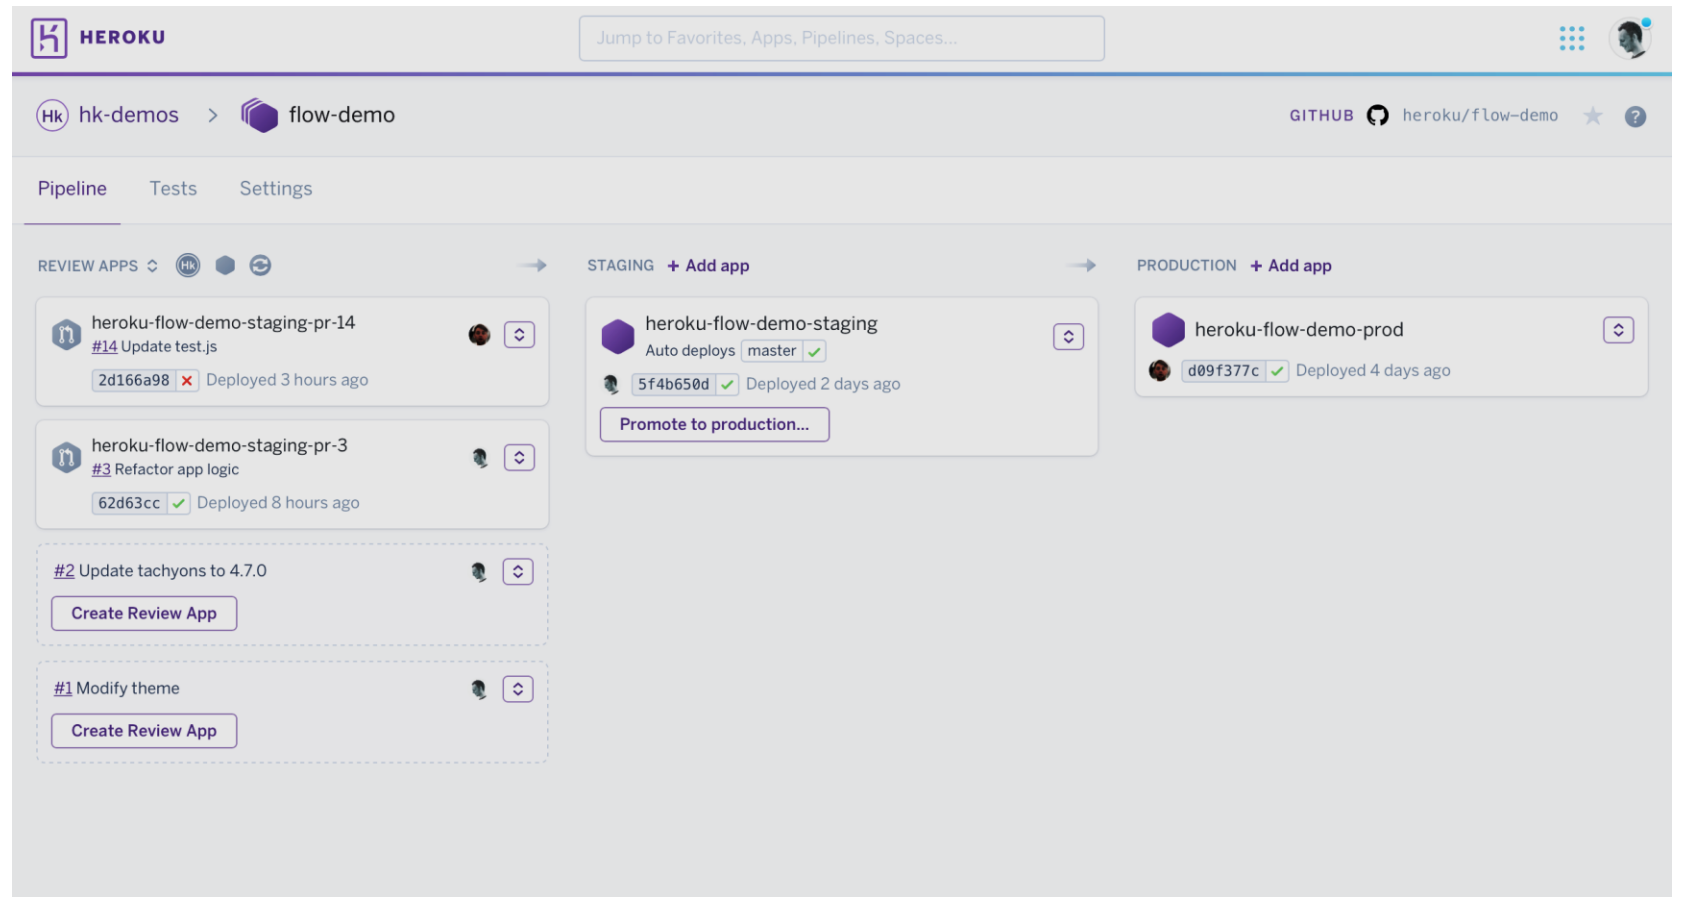 HEROKU
Jump to Favorites, Apps, Pipelines, Spaces...
Hk hk-demos > flow-demo
GITHUB heroku/flow-demo ?
Pipeline Tests Settings
REVIEW APPS Hk
heroku-flow-demo-staging-pr-14
#14 Update test.js
2d166a98 Deployed 3 hours ago
heroku-flow-demo-staging-pr-3
#3 Refactor app logic
62d63cc Deployed 8 hours ago
#2 Update tachyons to 4.7.0
Create Review App
#1 Modify theme
Create Review App
STAGING + Add app
heroku-flow-demo-staging
Auto deploys master
5f4b650d Deployed 2 days ago
Promote to production...
PRODUCTION + Add app
heroku-flow-demo-prod
d09f377c Deployed 4 days ago